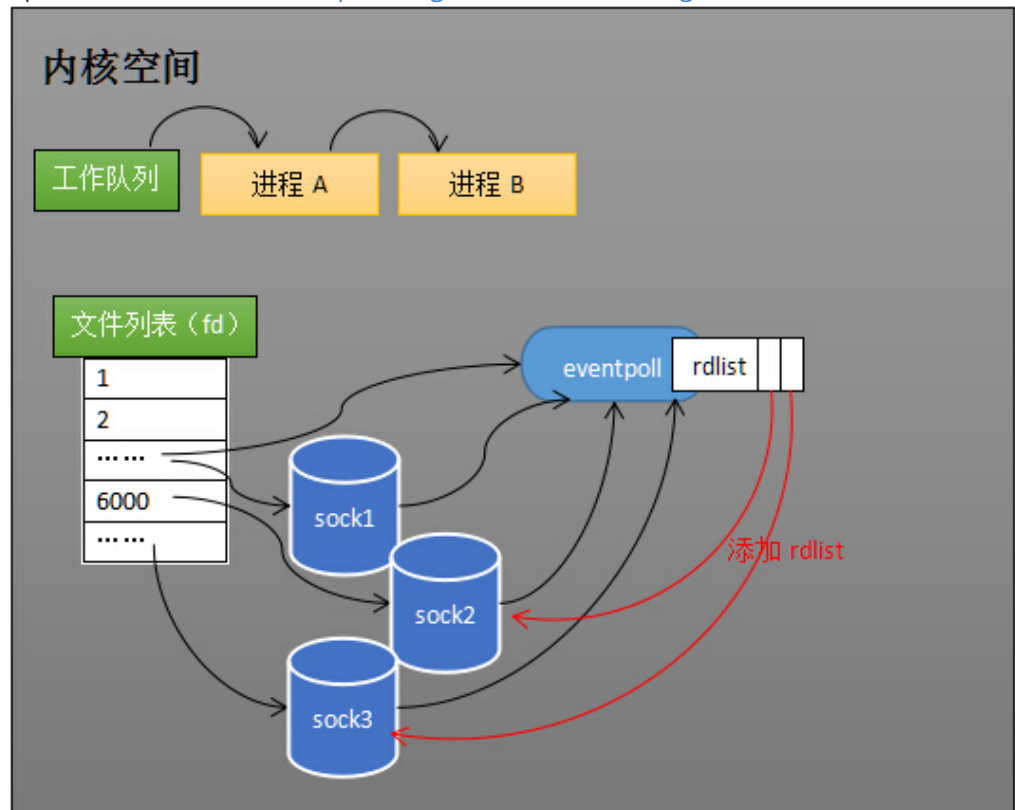 内核空间
工作队列
进程 A
进程 B
文件列表（fd）
1
2
……
6000
……
eventpoll
rdlist
sock1
sock2
sock3
添加 rdlist